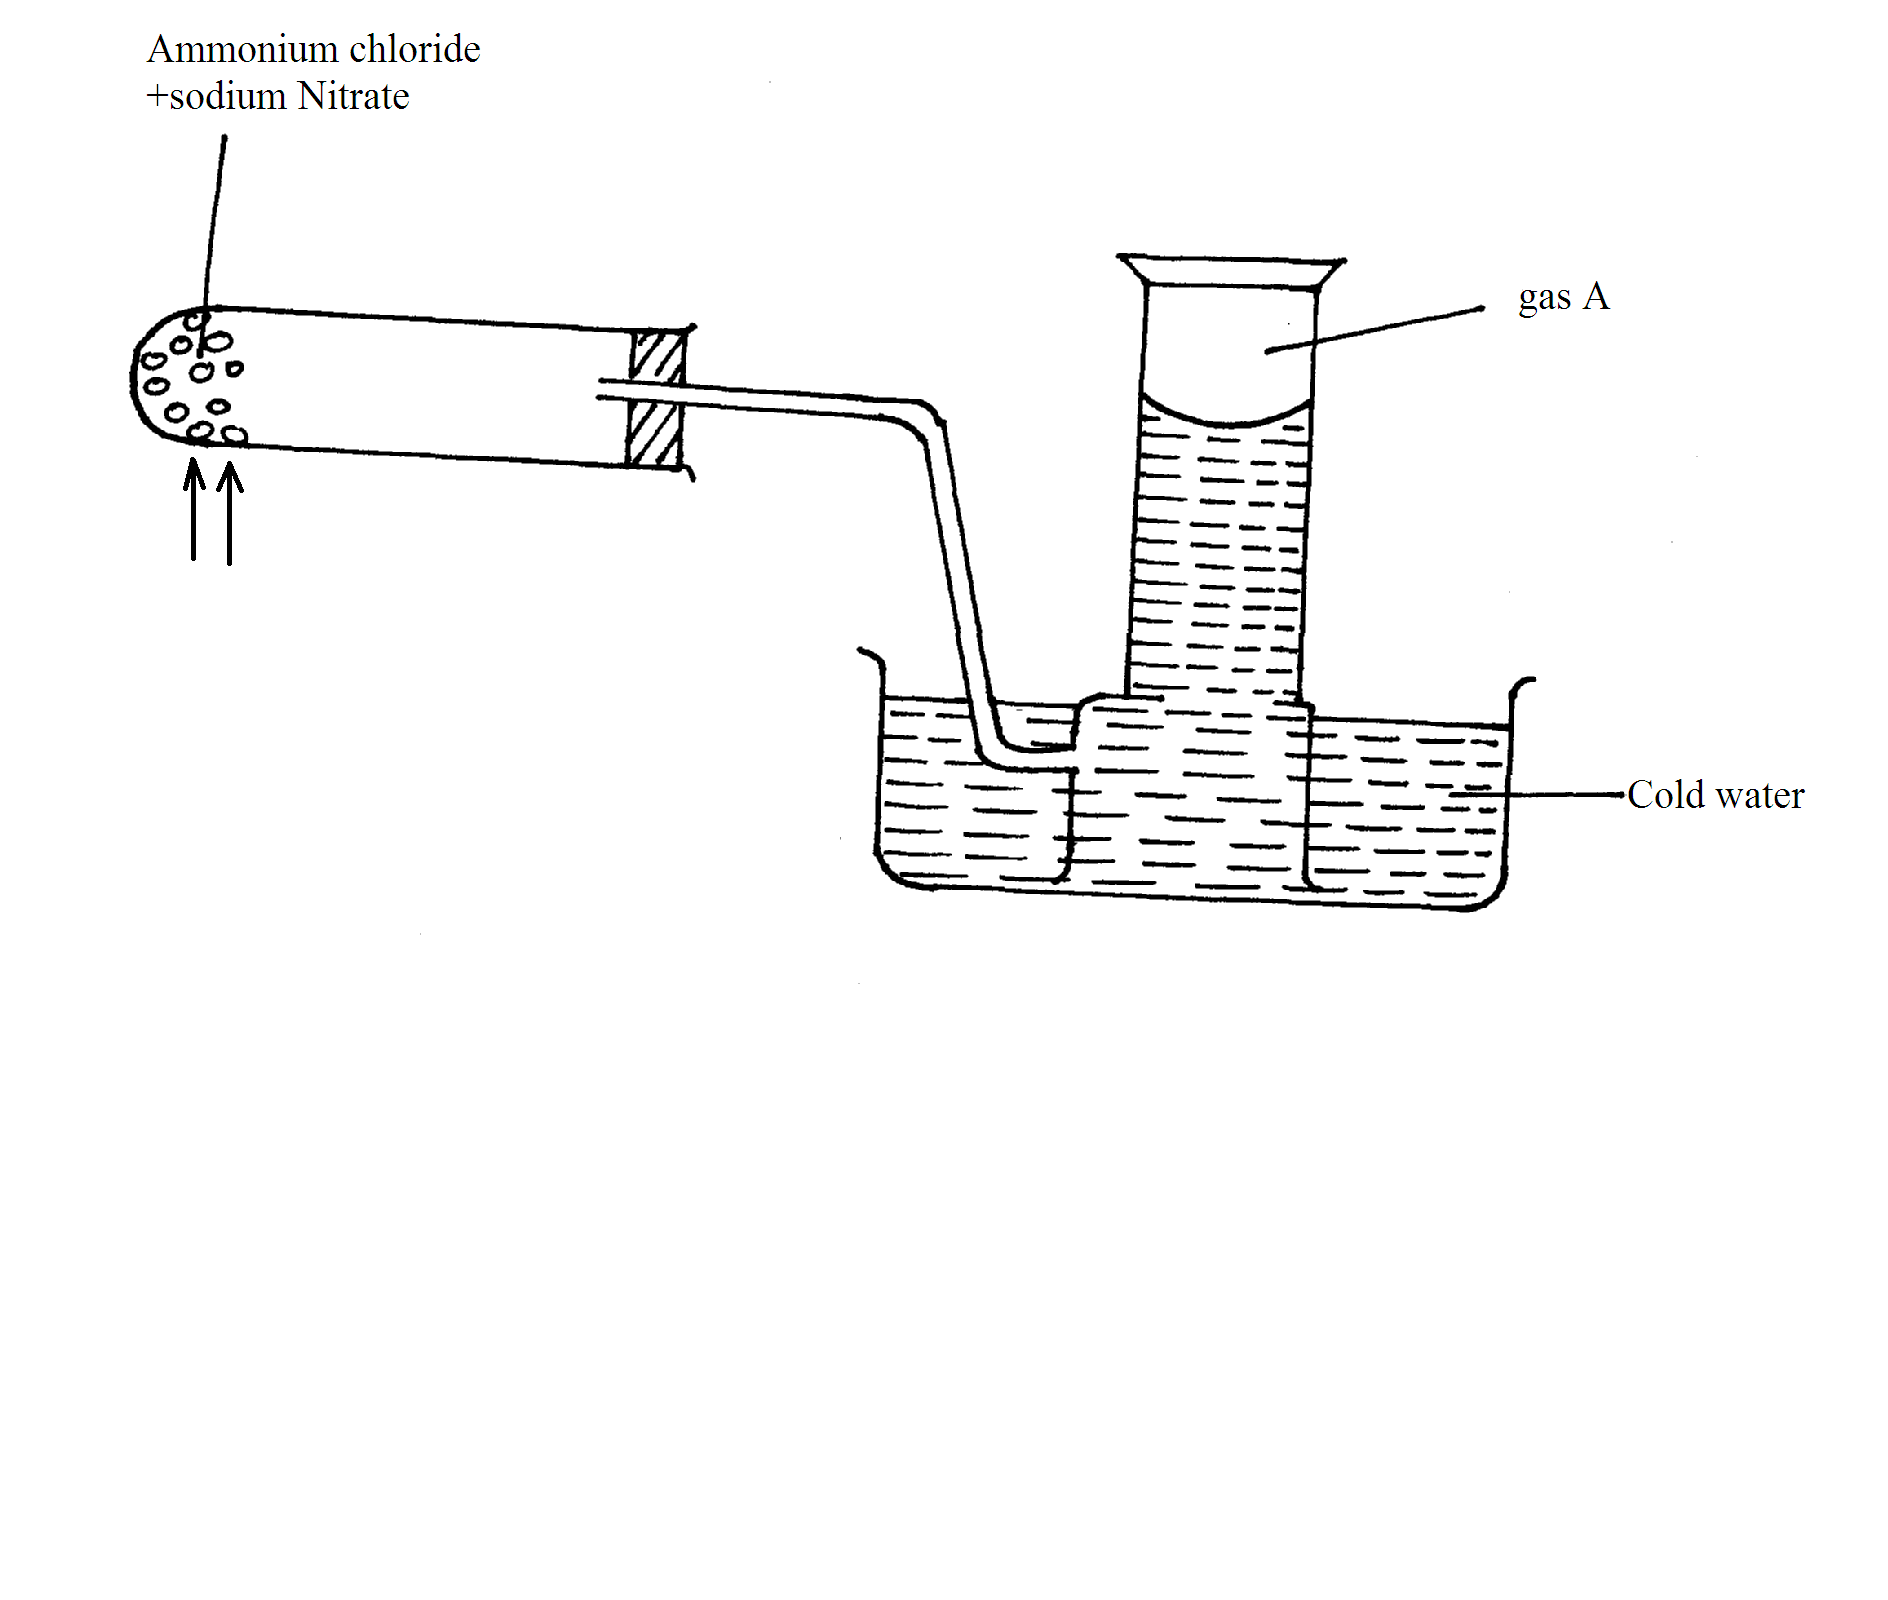 Ammonium chloride
+sodium Nitrate
gas A
Cold water